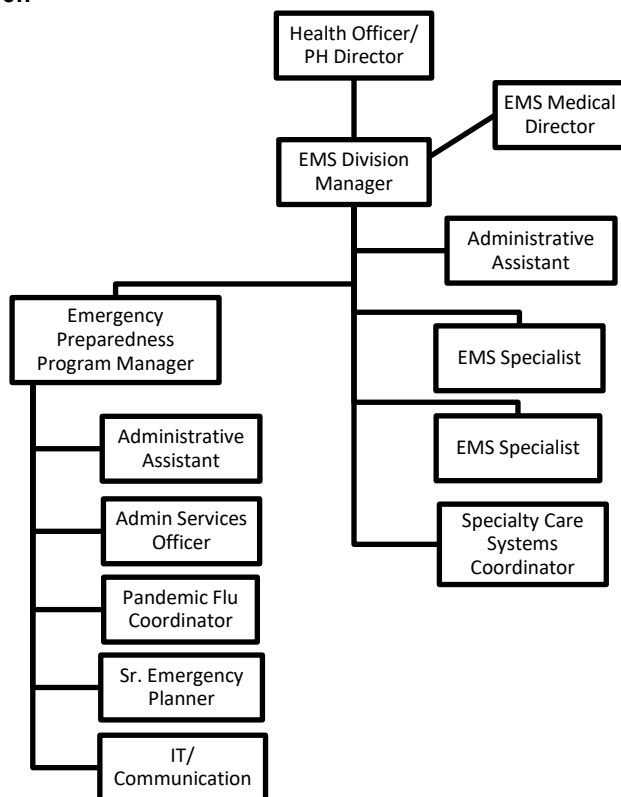 Health Officer/
PH Director
EMS Medical
Director
EMS Division
Manager
Administrative
Assistant
Emergency
Preparedness
Program Manager
EMS Specialist
Administrative
Assistant
EMS Specialist
Admin Services
Officer
Specialty Care
Systems
Coordinator
Pandemic Flu
Coordinator
Sr. Emergency
Planner
IT/
Communication